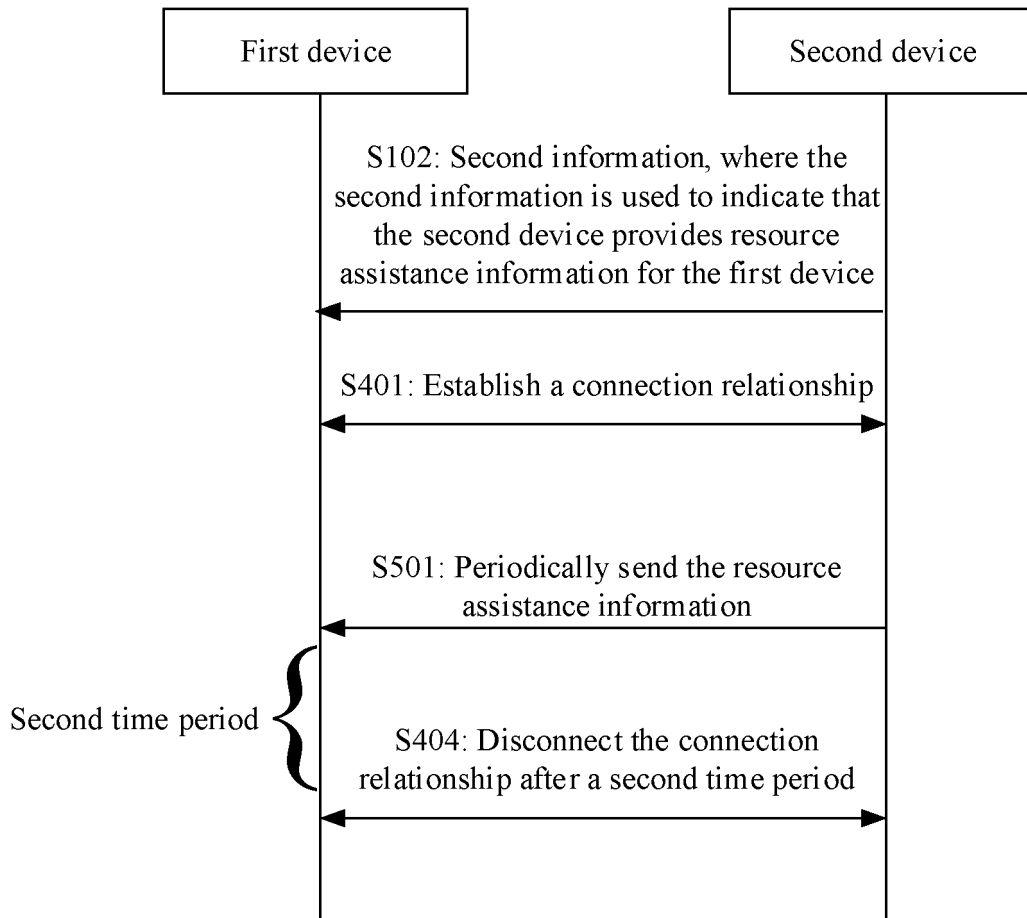 First device
Second device
S102: Second information, where the
second information is used to indicate that
the second device provides resource
assistance information for the first device
S401: Establish a connection relationship
S501: Periodically send the resource
assistance information
Second time period
S404: Disconnect the connection
relationship after a second time period